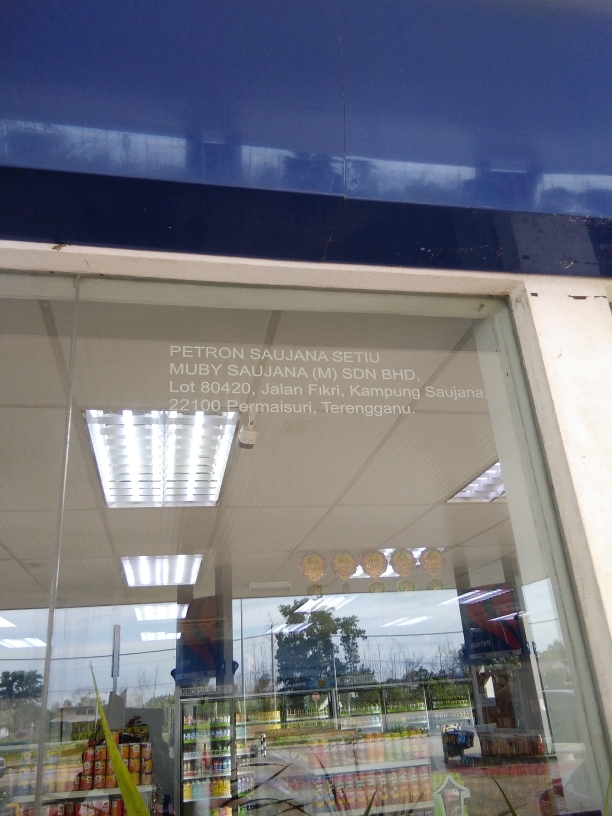 PETRON SAUJANA SETIU
MUBY SAUJANA (M) SDN BHD,
Lot 80420, Jalan Fikri, Kampung Saujana,
22100 Permaisuri, Terengganu.